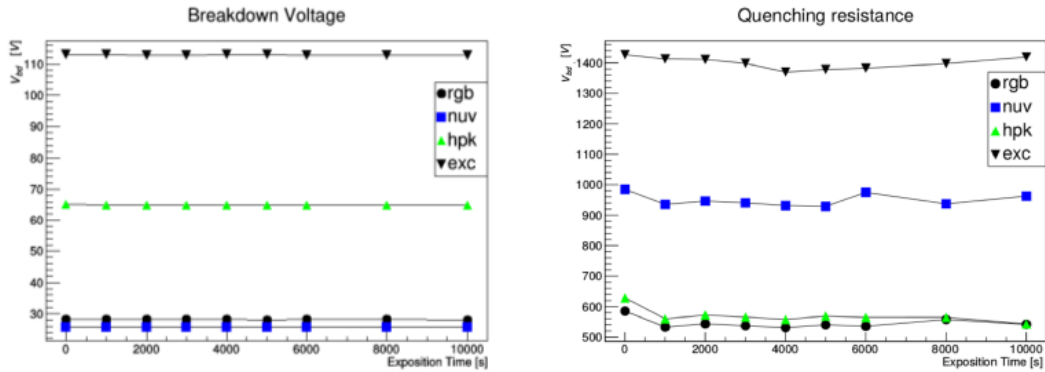 Breakdown Voltage
V_bd [V]
110
100
90
80
70
60
50
40
30
rgb
nuv
hpk
exc
0 2000 4000 6000 8000 10000
Exposition Time [s]
Quenching resistance
V_bd [V]
1400
1300
1200
1100
1000
900
800
700
600
500
rgb
nuv
hpk
exc
0 2000 4000 6000 8000 10000
Exposition Time [s]